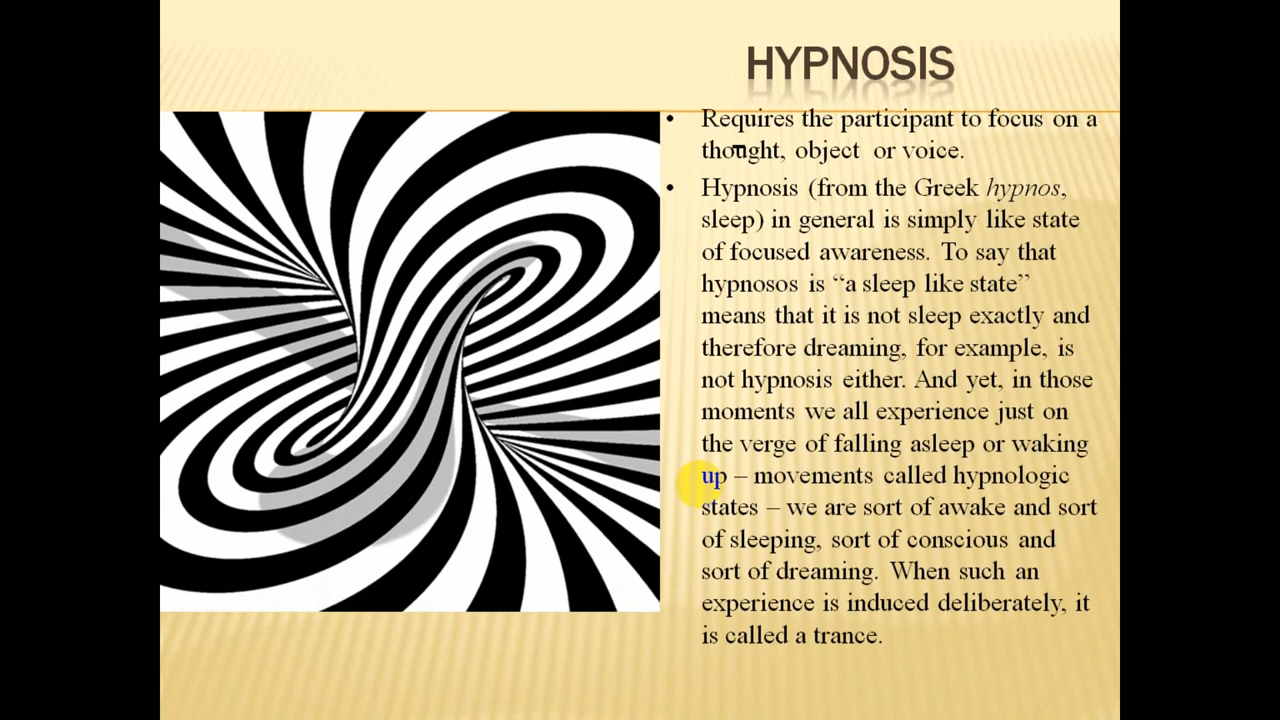 HYPNOSIS
• Requires the participant to focus on a
thought, object or voice.
• Hypnosis (from the Greek hypnos,
sleep) in general is simply like state
of focused awareness. To say that
hypnosos is “a sleep like state”
means that it is not sleep exactly and
therefore dreaming, for example, is
not hypnosis either. And yet, in those
moments we all experience just on
the verge of falling asleep or waking
up – movements called hypnologic
states – we are sort of awake and sort
of sleeping, sort of conscious and
sort of dreaming. When such an
experience is induced deliberately, it
is called a trance.